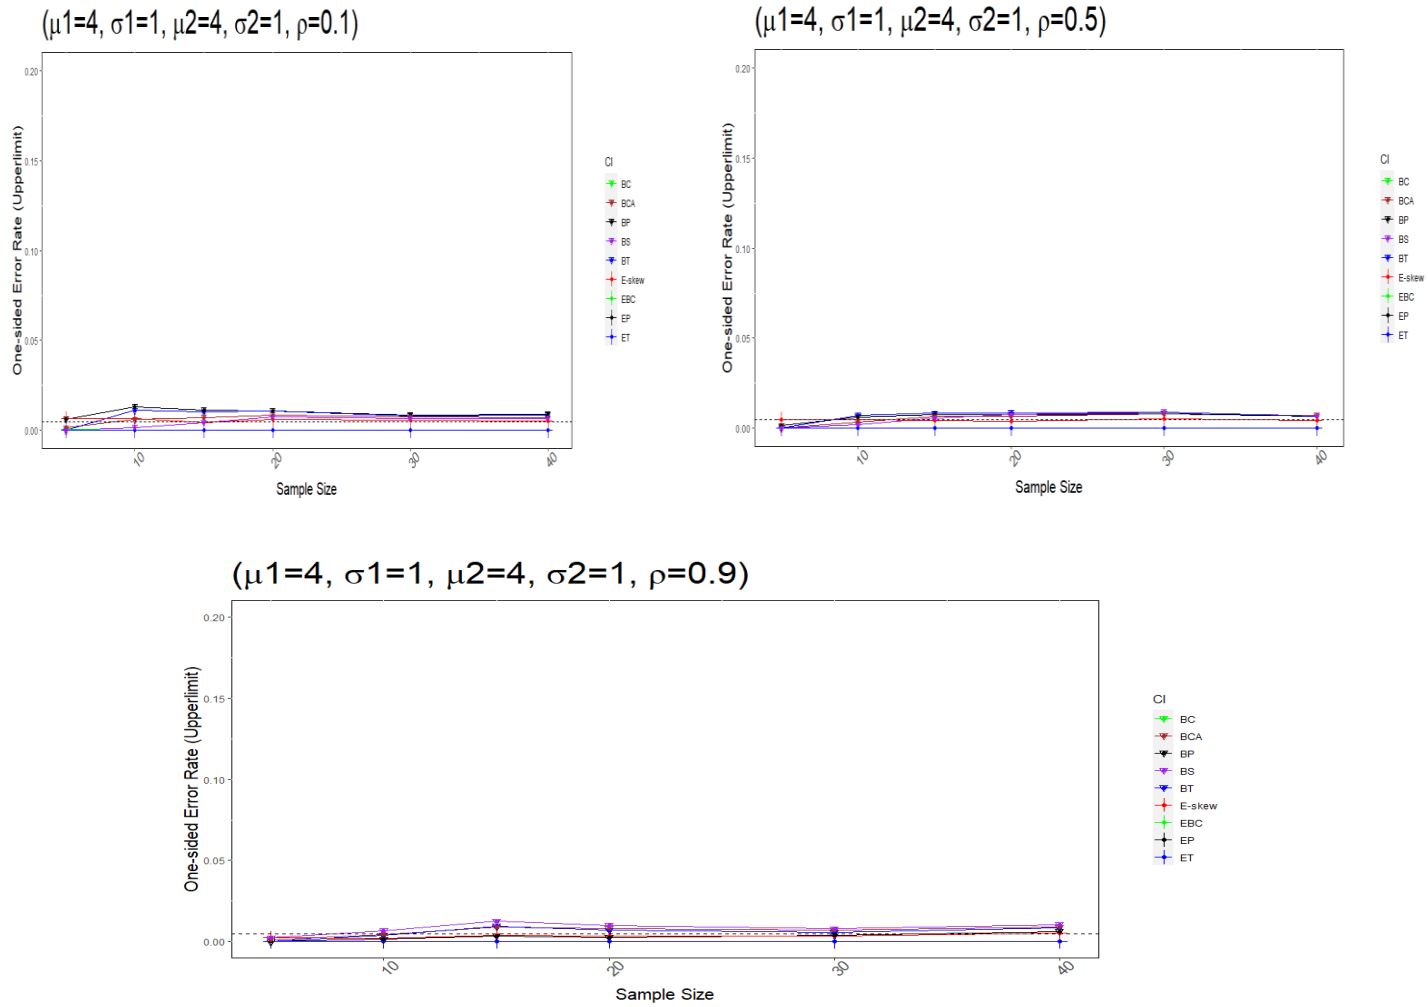 (μ1=4, σ1=1, μ2=4, σ2=1, ρ=0.1)
One-sided Error Rate (Upperlimit)
0.20
0.15
0.10
0.05
0.00
10
20
30
40
Sample Size
CI
BC
BCA
BP
BS
BT
E-skew
EBC
EP
ET
(μ1=4, σ1=1, μ2=4, σ2=1, ρ=0.5)
One-sided Error Rate (Upperlimit)
0.20
0.15
0.10
0.05
0.00
10
20
30
40
Sample Size
CI
BC
BCA
BP
BS
BT
E-skew
EBC
EP
ET
(μ1=4, σ1=1, μ2=4, σ2=1, ρ=0.9)
One-sided Error Rate (Upperlimit)
0.20
0.15
0.10
0.05
0.00
10
20
30
40
Sample Size
CI
BC
BCA
BP
BS
BT
E-skew
EBC
EP
ET